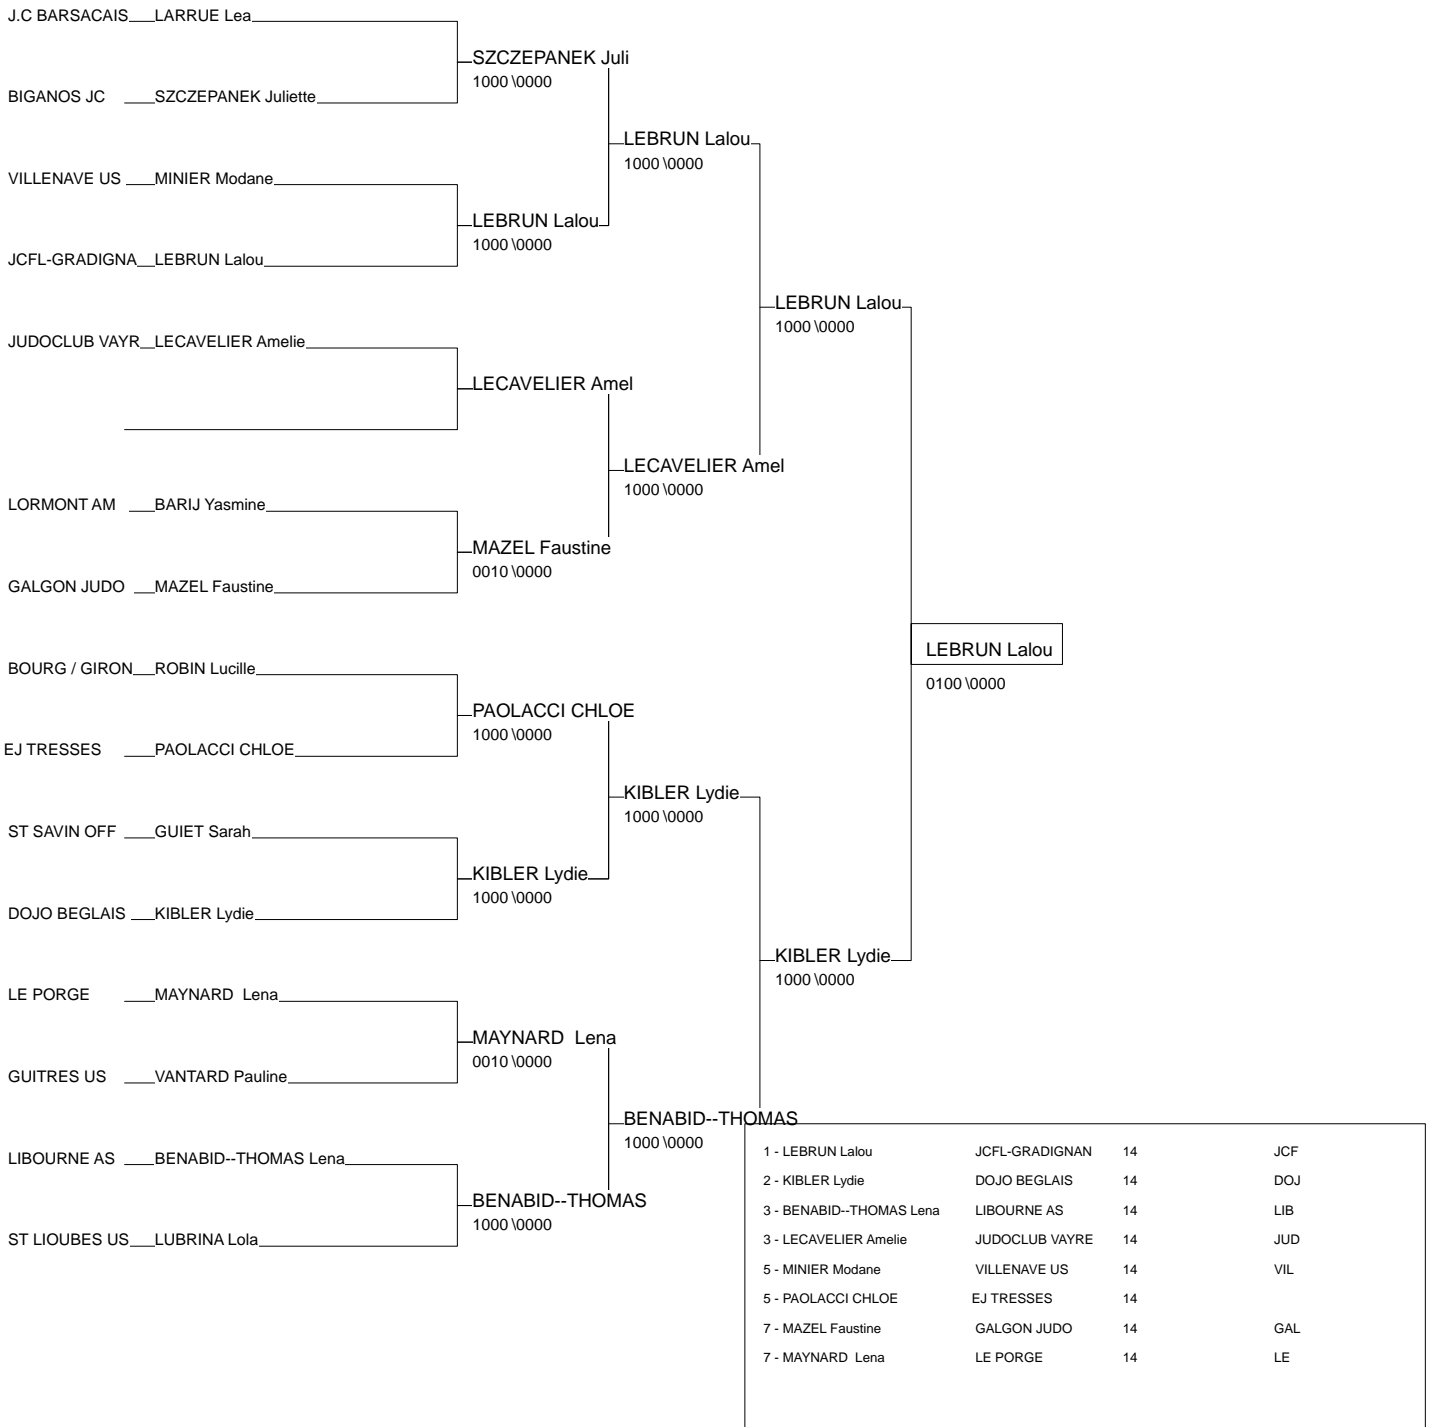 J.C BARSACAIS LARRUE Lea
SZCZEPANEK Juli
1000 \0000
BIGANOS JC SZCZEPANEK Juliette
LEBRUN Lalou
1000 \0000
VILLENAVE US MINIER Modane
LEBRUN Lalou
1000 \0000
JCFL-GRADIGNA LEBRUN Lalou
LEBRUN Lalou
1000 \0000
JUDOCLUB VAYR LECAVELIER Amelie
LECAVELIER Amel
LECAVELIER Amel
1000 \0000
LORMONT AM BARIJ Yasmine
MAZEL Faustine
0010 \0000
GALGON JUDO MAZEL Faustine
LEBRUN Lalou
0100 \0000
BOURG / GIRON ROBIN Lucille
PAOLACCI CHLOE
1000 \0000
EJ TRESSES PAOLACCI CHLOE
KIBLER Lydie
1000 \0000
ST SAVIN OFF GUIET Sarah
KIBLER Lydie
1000 \0000
DOJO BEGLAIS KIBLER Lydie
KIBLER Lydie
1000 \0000
LE PORGE MAYNARD  Lena
MAYNARD  Lena
0010 \0000
GUITRES US VANTARD Pauline
BENABID--THOMAS
1000 \0000
LIBOURNE AS BENABID--THOMAS Lena
BENABID--THOMAS
1000 \0000
ST LIOUBES US LUBRINA Lola
1 - LEBRUN Lalou JCFL-GRADIGNAN 14 JCF
2 - KIBLER Lydie DOJO BEGLAIS 14 DOJ
3 - BENABID--THOMAS Lena LIBOURNE AS 14 LIB
3 - LECAVELIER Amelie JUDOCLUB VAYRE 14 JUD
5 - MINIER Modane VILLENAVE US 14 VIL
5 - PAOLACCI CHLOE EJ TRESSES 14
7 - MAZEL Faustine GALGON JUDO 14 GAL
7 - MAYNARD  Lena LE PORGE 14 LE